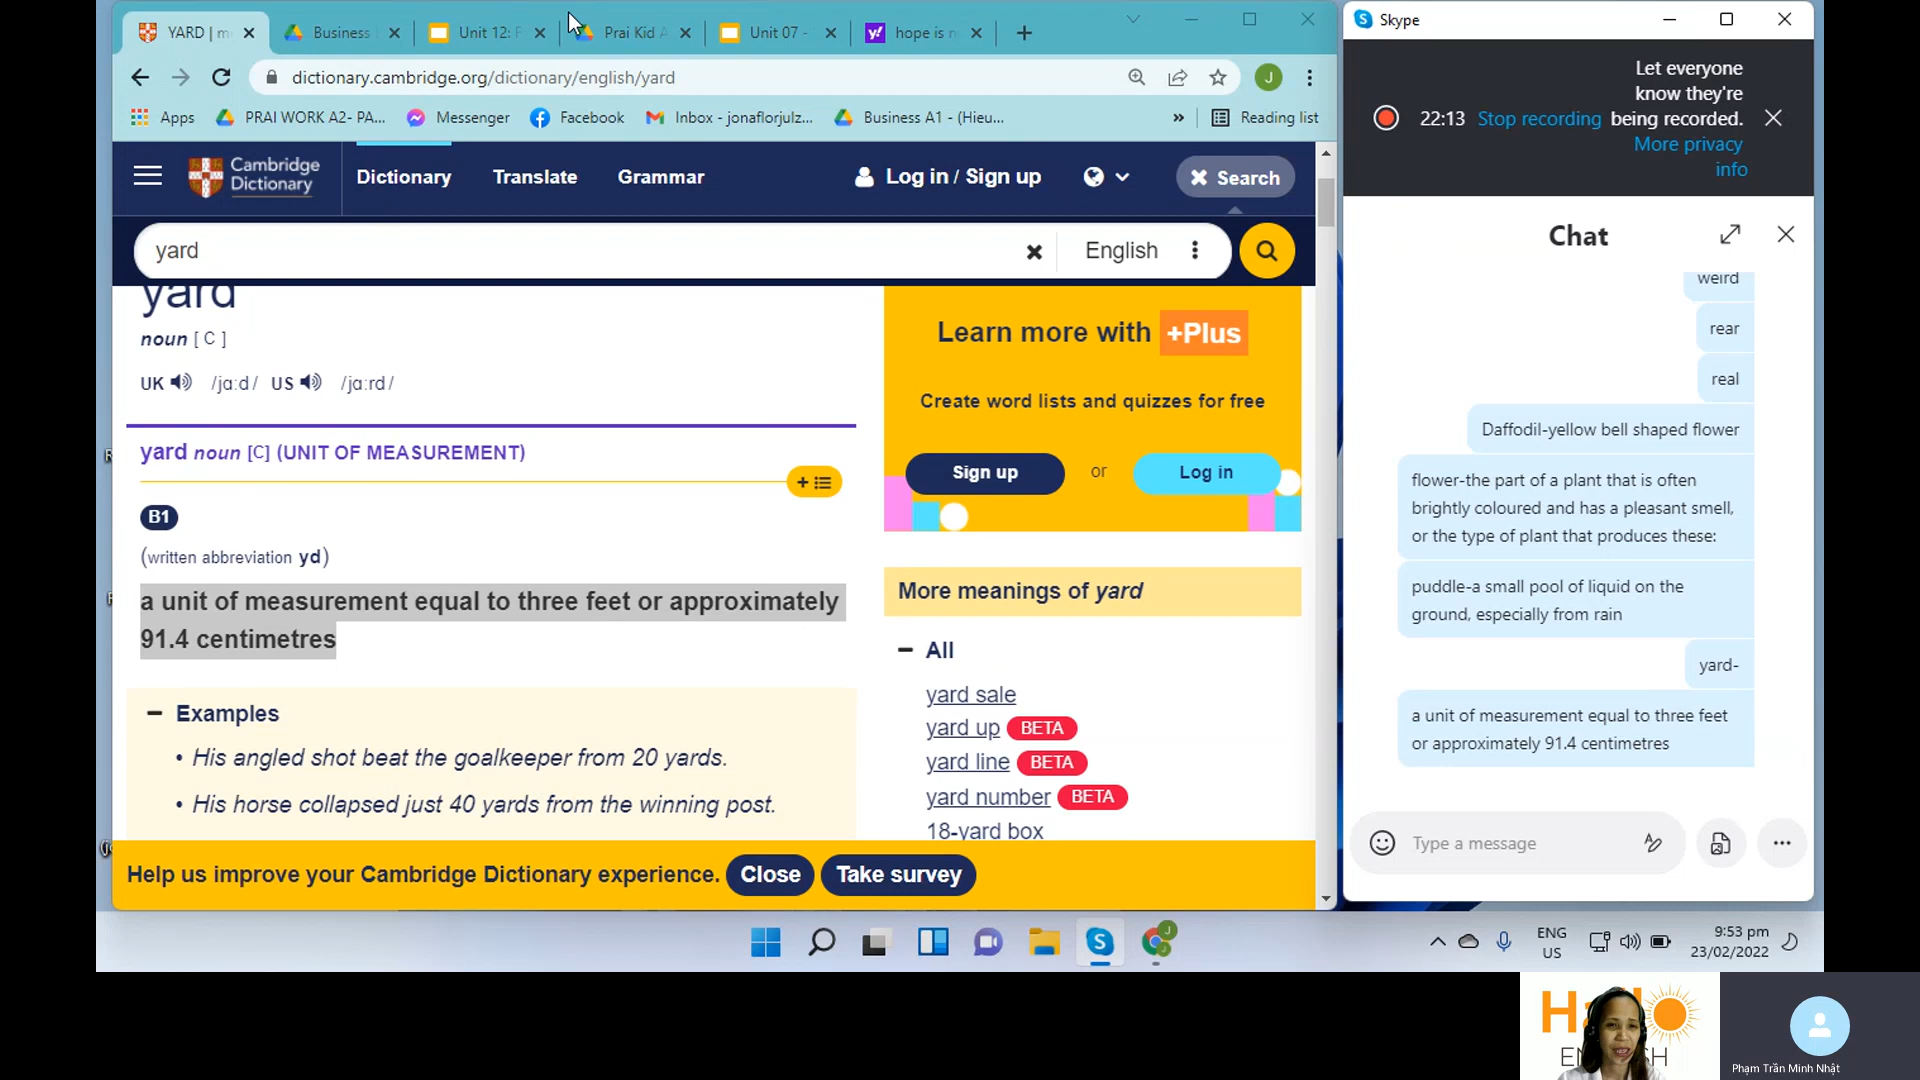 YARD | m
Business
Unit 12: F
Prai Kid A
Unit 07 -
hope is n
dictionary.cambridge.org/dictionary/english/yard
J
Apps
PRAI WORK A2- PA...
Messenger
Facebook
Inbox - jonaflorjulz...
Business A1 - (Hieu...
»
Reading list
Cambridge
Dictionary
Dictionary
Translate
Grammar
Log in / Sign up
Search
yard
English
yard
noun [ C ]
UK /jɑːd/ US /jɑːrd/
yard noun [C] (UNIT OF MEASUREMENT)
B1
(written abbreviation yd)
a unit of measurement equal to three feet or approximately
91.4 centimetres
Examples
• His angled shot beat the goalkeeper from 20 yards.
• His horse collapsed just 40 yards from the winning post.
Learn more with +Plus
Create word lists and quizzes for free
Sign up or Log in
More meanings of yard
All
yard sale
yard up BETA
yard line BETA
yard number BETA
18-yard box
Help us improve your Cambridge Dictionary experience. Close Take survey
Skype
22:13 Stop recording
Let everyone
know they're
being recorded.
More privacy
info
Chat
weird
rear
real
Daffodil-yellow bell shaped flower
flower-the part of a plant that is often
brightly coloured and has a pleasant smell,
or the type of plant that produces these:
puddle-a small pool of liquid on the
ground, especially from rain
yard-
a unit of measurement equal to three feet
or approximately 91.4 centimetres
Type a message
ENG
US
9:53 pm
23/02/2022
Phạm Trần Minh Nhật